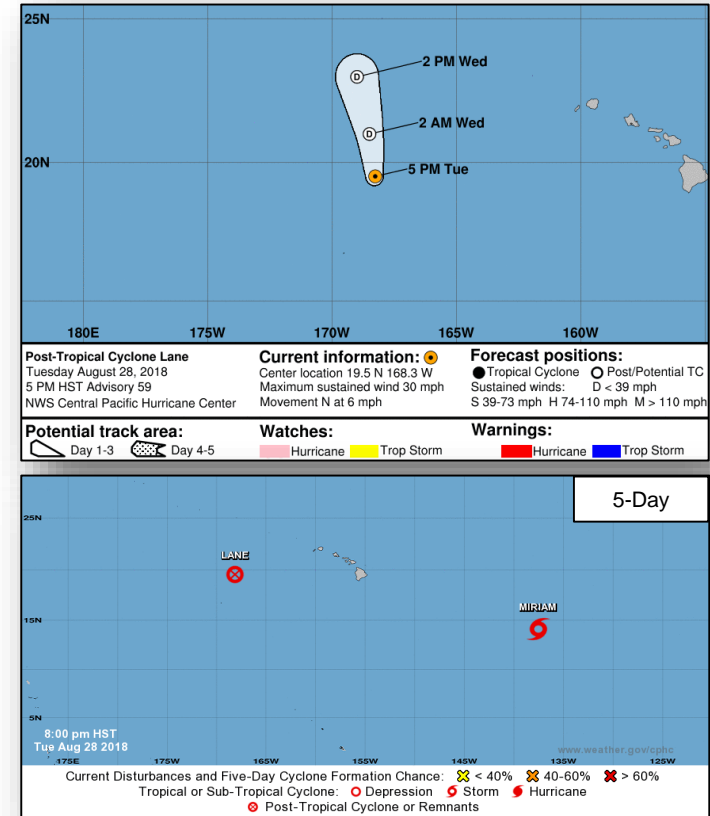 25N
2 PM Wed
D
2 AM Wed
D
20N
5 PM Tue
180E 175W 170W 165W 160W
Post-Tropical Cyclone Lane
Tuesday August 28, 2018
5 PM HST Advisory 59
NWS Central Pacific Hurricane Center
Current information:
Center location 19.5 N 168.3 W
Maximum sustained wind 30 mph
Movement N at 6 mph
Forecast positions:
Tropical Cyclone Post/Potential TC
Sustained winds: D < 39 mph
S 39-73 mph H 74-110 mph M > 110 mph
Potential track area:
Day 1-3 Day 4-5
Watches:
Hurricane Trop Storm
Warnings:
Hurricane Trop Storm
5-Day
25N
LANE
MIRIAM
15N
5N
8:00 pm HST
Tue Aug 28 2018
www.weather.gov/cphc
175E 175W 165W 155W 145W 135W 125W
Current Disturbances and Five-Day Cyclone Formation Chance: < 40% 40-60% > 60%
Tropical or Sub-Tropical Cyclone: Depression Storm Hurricane
Post-Tropical Cyclone or Remnants